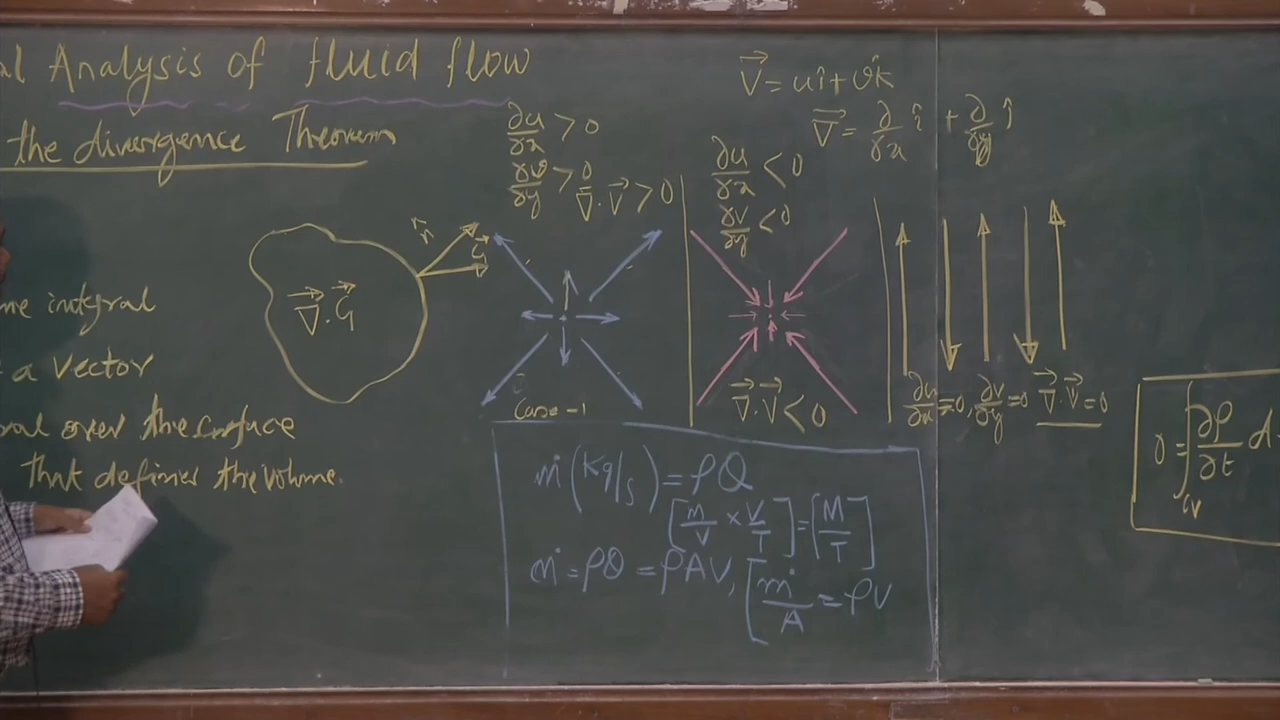 al Analysis of fluid flow
the divergence Theorem
me integral
a vector
ral over the surface
that defines the volume.
n̂
G⃗
∇⃗.G⃗
∂u/∂x > 0
∂v/∂y > 0
∇⃗.V⃗ > 0
Case-1
V⃗ = uî + vk̂
∇⃗ = ∂/∂x î + ∂/∂y ĵ
∂u/∂x < 0
∂v/∂y < 0
∇⃗.V⃗ < 0
∂u/∂x = 0, ∂v/∂y = 0 ∇⃗.V⃗ = 0
ṁ (Kg/s) = ρQ
[m/V × V/T] = [M/T]
ṁ = ρQ = ρAV, [ṁ/A = ρV
0 = ∫ ∂ρ/∂t d
CV